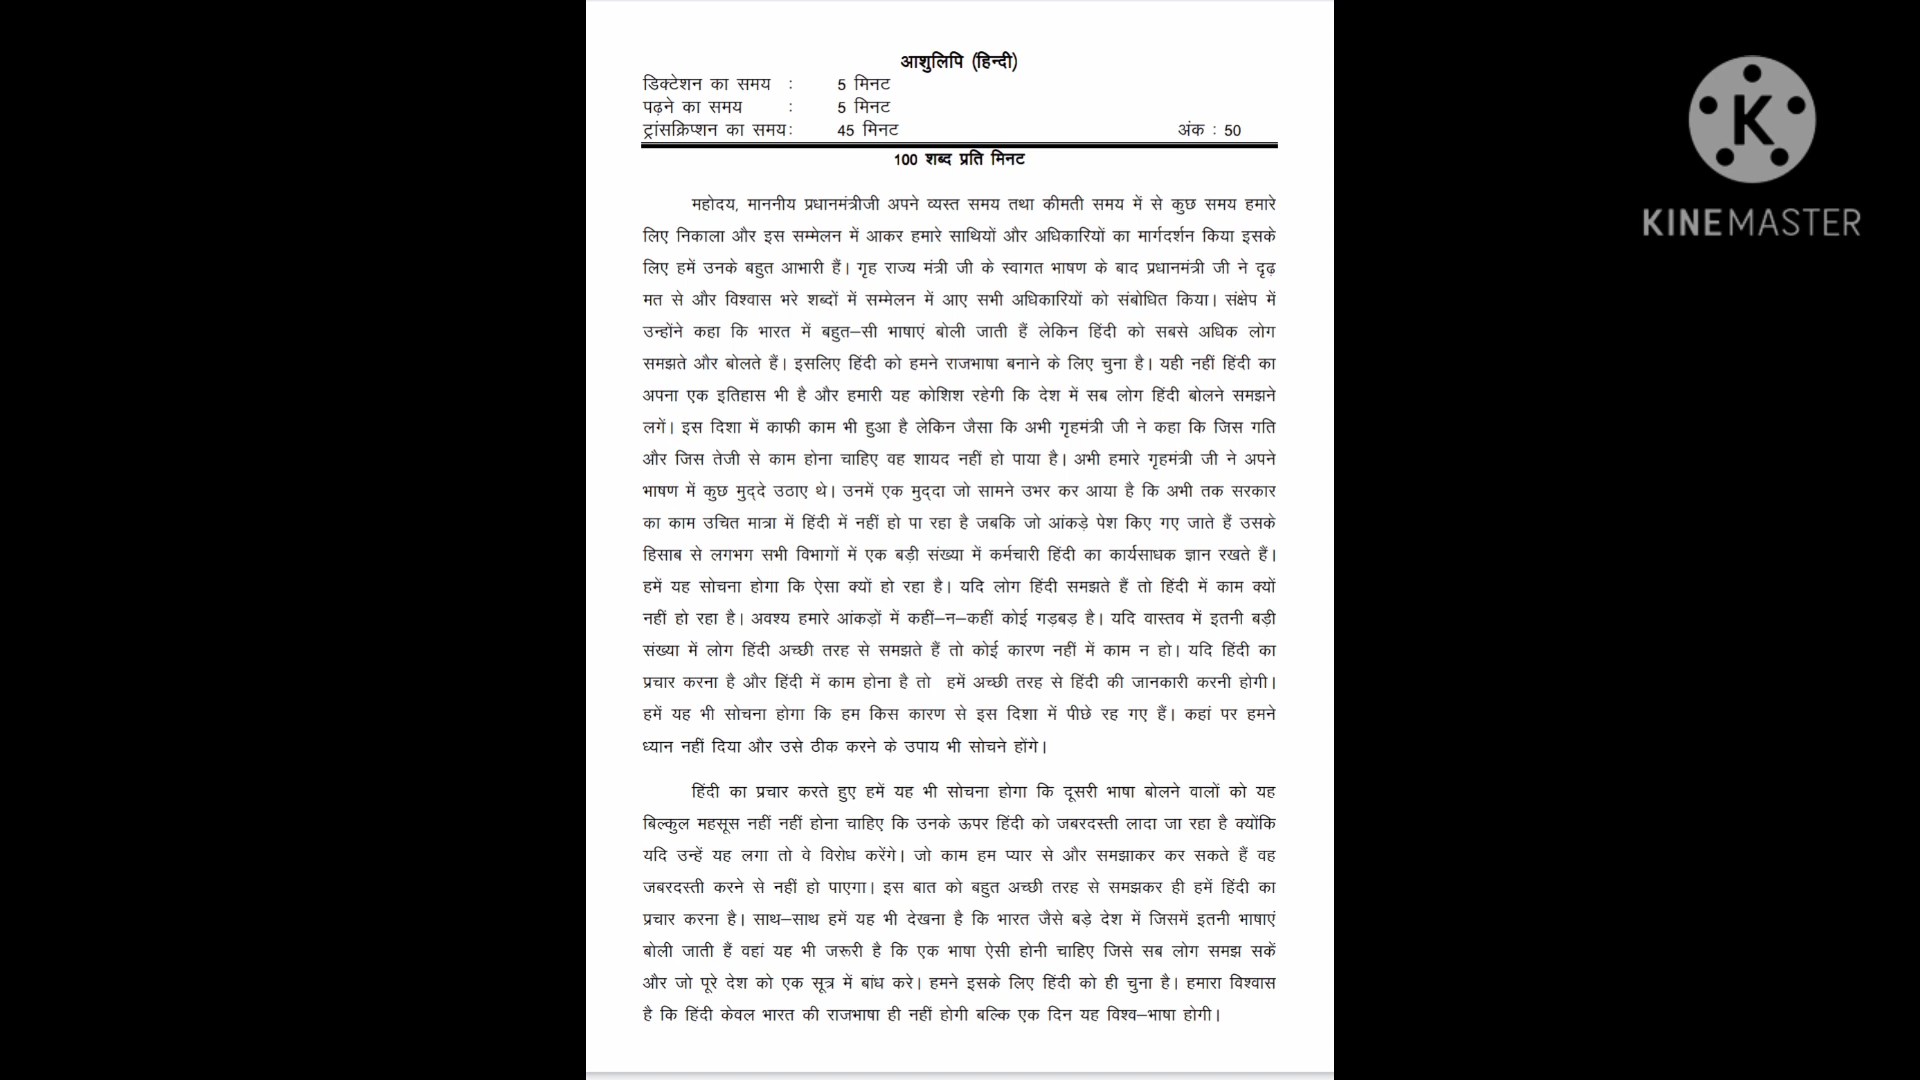 आशुलिपि (हिन्दी)
डिक्टेशन का समय : 5 मिनट
पढ़ने का समय : 5 मिनट
ट्रांसक्रिप्शन का समय: 45 मिनट अंक : 50
100 शब्द प्रति मिनट
महोदय, माननीय प्रधानमंत्रीजी अपने व्यस्त समय तथा कीमती समय में से कुछ समय हमारे
लिए निकाला और इस सम्मेलन में आकर हमारे साथियों और अधिकारियों का मार्गदर्शन किया इसके
लिए हमें उनके बहुत आभारी हैं। गृह राज्य मंत्री जी के स्वागत भाषण के बाद प्रधानमंत्री जी ने दृढ़
मत से और विश्वास भरे शब्दों में सम्मेलन में आए सभी अधिकारियों को संबोधित किया। संक्षेप में
उन्होंने कहा कि भारत में बहुत–सी भाषाएं बोली जाती हैं लेकिन हिंदी को सबसे अधिक लोग
समझते और बोलते हैं। इसलिए हिंदी को हमने राजभाषा बनाने के लिए चुना है। यही नहीं हिंदी का
अपना एक इतिहास भी है और हमारी यह कोशिश रहेगी कि देश में सब लोग हिंदी बोलने समझने
लगें। इस दिशा में काफी काम भी हुआ है लेकिन जैसा कि अभी गृहमंत्री जी ने कहा कि जिस गति
और जिस तेजी से काम होना चाहिए वह शायद नहीं हो पाया है। अभी हमारे गृहमंत्री जी ने अपने
भाषण में कुछ मुद्दे उठाए थे। उनमें एक मुद्दा जो सामने उभर कर आया है कि अभी तक सरकार
का काम उचित मात्रा में हिंदी में नहीं हो पा रहा है जबकि जो आंकड़े पेश किए गए जाते हैं उसके
हिसाब से लगभग सभी विभागों में एक बड़ी संख्या में कर्मचारी हिंदी का कार्यसाधक ज्ञान रखते हैं।
हमें यह सोचना होगा कि ऐसा क्यों हो रहा है। यदि लोग हिंदी समझते हैं तो हिंदी में काम क्यों
नहीं हो रहा है। अवश्य हमारे आंकड़ों में कहीं–न–कहीं कोई गड़बड़ है। यदि वास्तव में इतनी बड़ी
संख्या में लोग हिंदी अच्छी तरह से समझते हैं तो कोई कारण नहीं में काम न हो। यदि हिंदी का
प्रचार करना है और हिंदी में काम होना है तो हमें अच्छी तरह से हिंदी की जानकारी करनी होगी।
हमें यह भी सोचना होगा कि हम किस कारण से इस दिशा में पीछे रह गए हैं। कहां पर हमने
ध्यान नहीं दिया और उसे ठीक करने के उपाय भी सोचने होंगे।
हिंदी का प्रचार करते हुए हमें यह भी सोचना होगा कि दूसरी भाषा बोलने वालों को यह
बिल्कुल महसूस नहीं नहीं होना चाहिए कि उनके ऊपर हिंदी को जबरदस्ती लादा जा रहा है क्योंकि
यदि उन्हें यह लगा तो वे विरोध करेंगे। जो काम हम प्यार से और समझाकर कर सकते हैं वह
जबरदस्ती करने से नहीं हो पाएगा। इस बात को बहुत अच्छी तरह से समझकर ही हमें हिंदी का
प्रचार करना है। साथ–साथ हमें यह भी देखना है कि भारत जैसे बड़े देश में जिसमें इतनी भाषाएं
बोली जाती हैं वहां यह भी जरूरी है कि एक भाषा ऐसी होनी चाहिए जिसे सब लोग समझ सकें
और जो पूरे देश को एक सूत्र में बांध करे। हमने इसके लिए हिंदी को ही चुना है। हमारा विश्वास
है कि हिंदी केवल भारत की राजभाषा ही नहीं होगी बल्कि एक दिन यह विश्व–भाषा होगी।
K
KINEMASTER